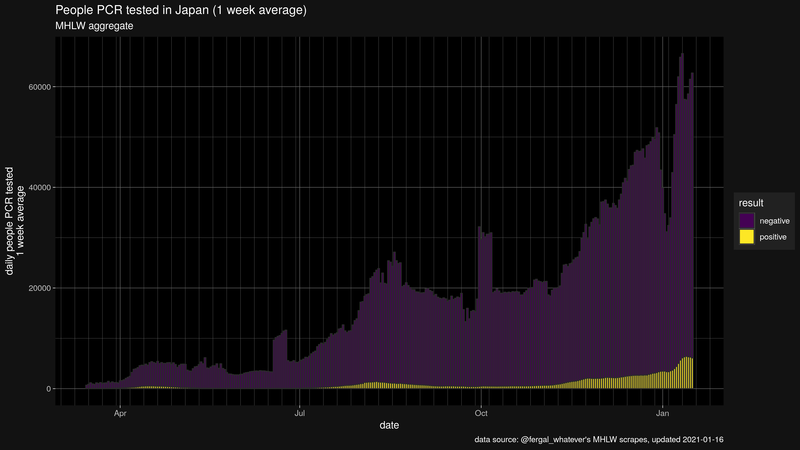 People PCR tested in Japan (1 week average)
MHLW aggregate
daily people PCR tested
1 week average
60000
40000
20000
0
Apr
Jul
Oct
Jan
date
result
negative
positive
data source: @fergal_whatever's MHLW scrapes, updated 2021-01-16